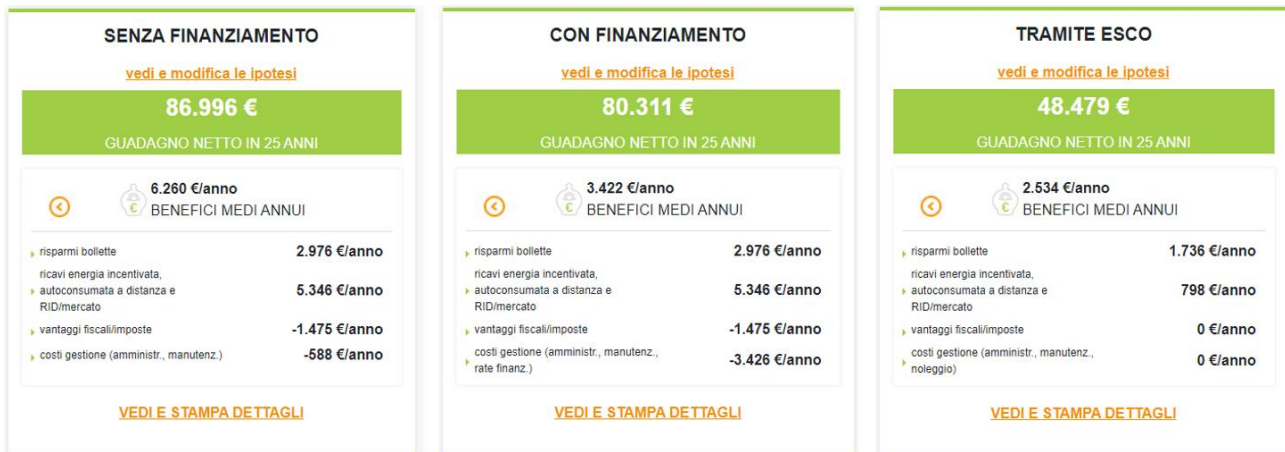 SENZA FINANZIAMENTO
vedi e modifica le ipotesi
86.996 €
GUADAGNO NETTO IN 25 ANNI
6.260 €/anno
BENEFICI MEDI ANNUI
risparmi bollette 2.976 €/anno
ricavi energia incentivata,
autoconsumata a distanza e 5.346 €/anno
RID/mercato
vantaggi fiscali/imposte -1.475 €/anno
costi gestione (amministr., manutenz.) -588 €/anno
VEDI E STAMPA DETTAGLI
CON FINANZIAMENTO
vedi e modifica le ipotesi
80.311 €
GUADAGNO NETTO IN 25 ANNI
3.422 €/anno
BENEFICI MEDI ANNUI
risparmi bollette 2.976 €/anno
ricavi energia incentivata,
autoconsumata a distanza e 5.346 €/anno
RID/mercato
vantaggi fiscali/imposte -1.475 €/anno
costi gestione (amministr., manutenz., -3.426 €/anno
rate finanz.)
VEDI E STAMPA DETTAGLI
TRAMITE ESCO
vedi e modifica le ipotesi
48.479 €
GUADAGNO NETTO IN 25 ANNI
2.534 €/anno
BENEFICI MEDI ANNUI
risparmi bollette 1.736 €/anno
ricavi energia incentivata,
autoconsumata a distanza e 798 €/anno
RID/mercato
vantaggi fiscali/imposte 0 €/anno
costi gestione (amministr., manutenz., 0 €/anno
noleggio)
VEDI E STAMPA DETTAGLI